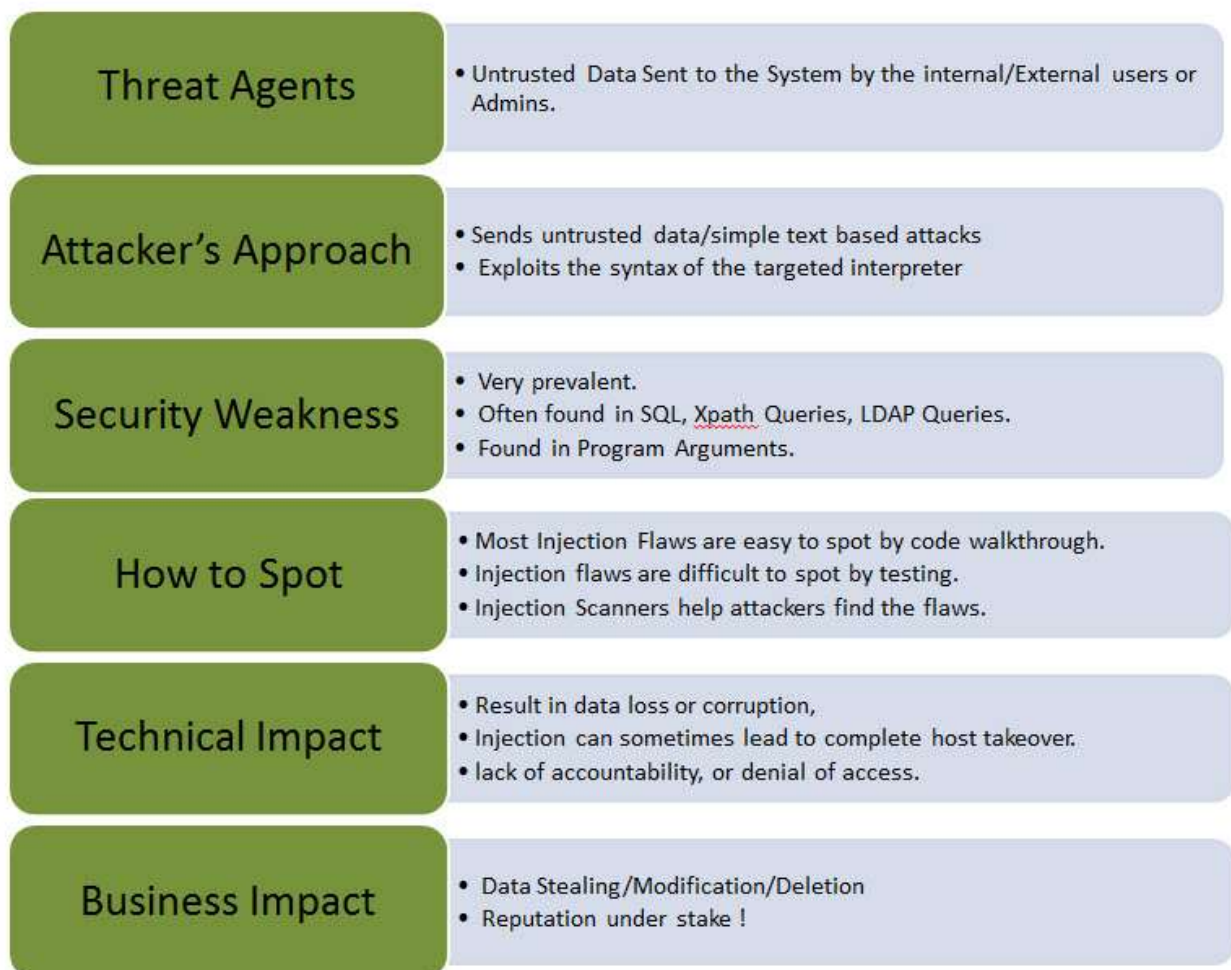 Threat Agents
• Untrusted Data Sent to the System by the internal/External users or
Admins.
Attacker's Approach
• Sends untrusted data/simple text based attacks
• Exploits the syntax of the targeted interpreter
Security Weakness
• Very prevalent.
• Often found in SQL, Xpath Queries, LDAP Queries.
• Found in Program Arguments.
How to Spot
• Most Injection Flaws are easy to spot by code walkthrough.
• Injection flaws are difficult to spot by testing.
• Injection Scanners help attackers find the flaws.
Technical Impact
• Result in data loss or corruption,
• Injection can sometimes lead to complete host takeover.
• lack of accountability, or denial of access.
Business Impact
• Data Stealing/Modification/Deletion
• Reputation under stake !